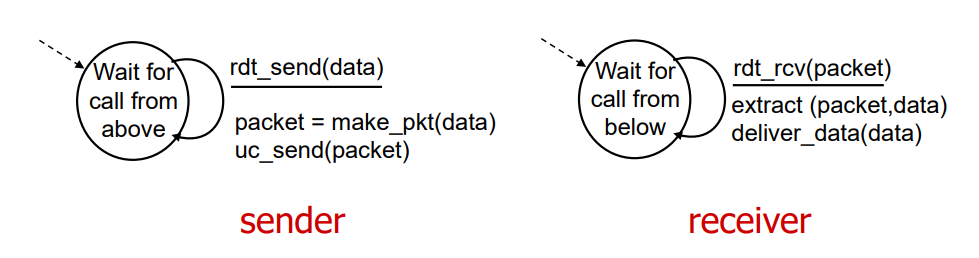 Wait for
call from
above
rdt_send(data)
packet = make_pkt(data)
uc_send(packet)
sender
Wait for
call from
below
rdt_rcv(packet)
extract (packet,data)
deliver_data(data)
receiver